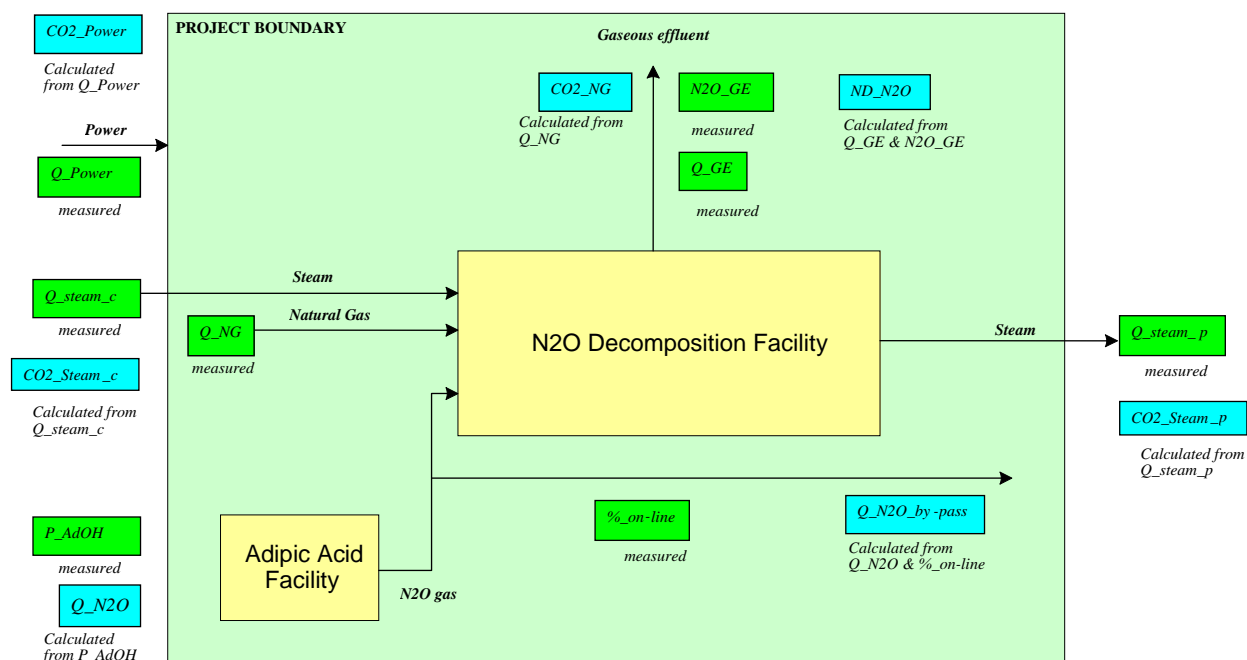 CO2_Power
Calculated
from Q_Power
Power
Q_Power
measured
Q_steam_c
measured
CO2_Steam_c
Calculated from
Q_steam_c
P_AdOH
measured
Q_N2O
Calculated
from P_AdOH
PROJECT BOUNDARY
Gaseous effluent
CO2_NG
Calculated from
Q_NG
N2O_GE
measured
Q_GE
measured
ND_N2O
Calculated from
Q_GE & N2O_GE
Steam
Natural Gas
Q_NG
measured
N2O Decomposition Facility
Steam
Q_steam_p
measured
CO2_Steam_p
Calculated from
Q_steam_p
Adipic Acid
Facility
N2O gas
%_on-line
measured
Q_N2O_by-pass
Calculated from
Q_N2O & %_on-line